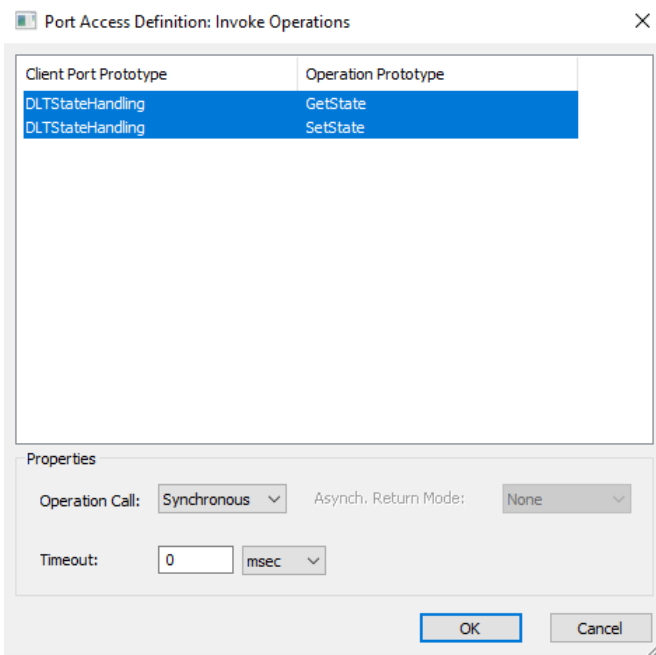 Port Access Definition: Invoke Operations
Client Port Prototype Operation Prototype
DLTStateHandling GetState
DLTStateHandling SetState
Properties
Operation Call: Synchronous Asynch. Return Mode: None
Timeout: 0 msec
OK Cancel